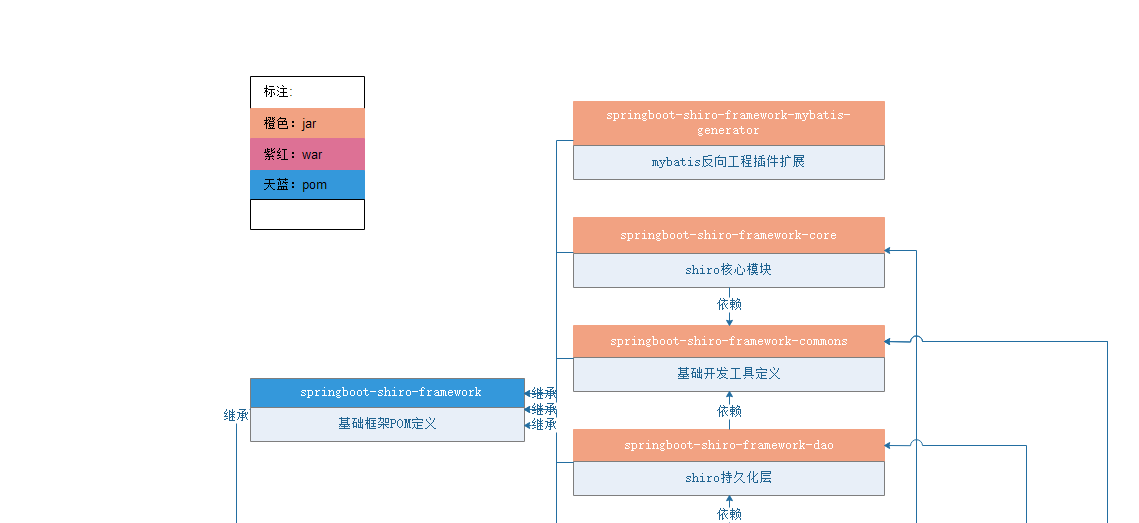 标注:
橙色：jar
紫红：war
天蓝：pom
springboot-shiro-framework-mybatis-
generator
mybatis反向工程插件扩展
springboot-shiro-framework-core
shiro核心模块
依赖
springboot-shiro-framework-commons
基础开发工具定义
springboot-shiro-framework
基础框架POM定义
继承
继承
继承
继承
依赖
springboot-shiro-framework-dao
shiro持久化层
依赖